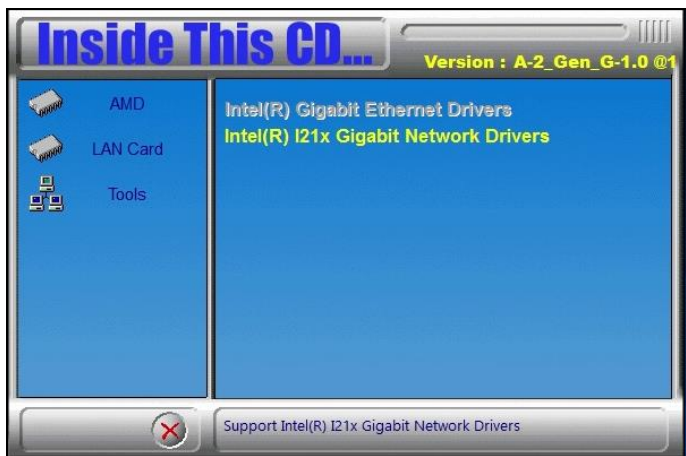 Inside This CD...
Version : A-2_Gen_G-1.0 @1
AMD
LAN Card
Tools
Intel(R) Gigabit Ethernet Drivers
Intel(R) I21x Gigabit Network Drivers
Support Intel(R) I21x Gigabit Network Drivers